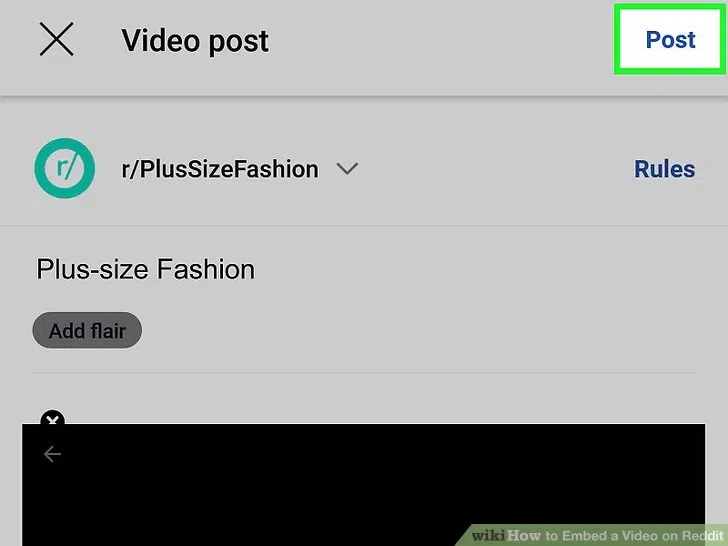 Video post
Post
r/
r/PlusSizeFashion
Rules
Plus-size Fashion
Add flair
wikiHow to Embed a Video on Reddit